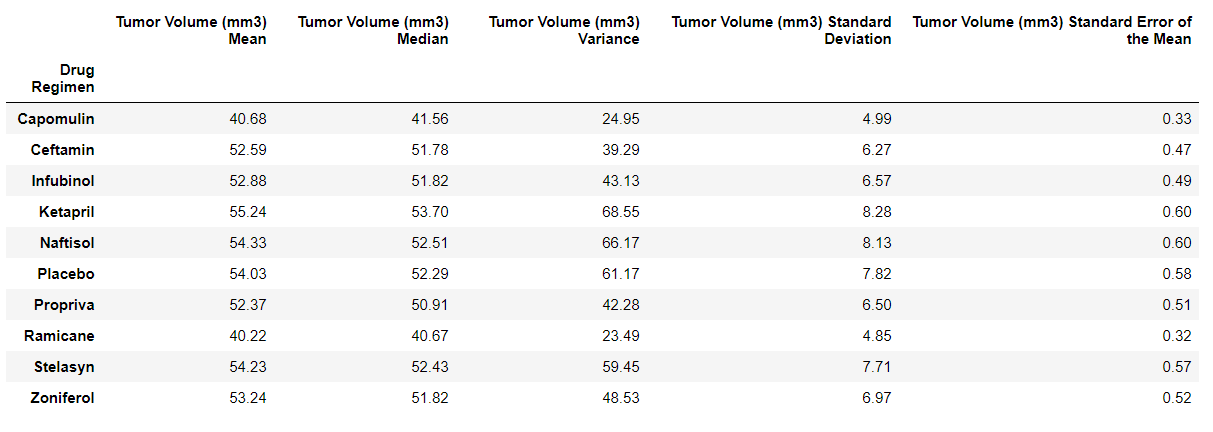 Tumor Volume (mm3) Mean Tumor Volume (mm3) Median Tumor Volume (mm3) Variance Tumor Volume (mm3) Standard Deviation Tumor Volume (mm3) Standard Error of the Mean
Drug Regimen
Capomulin 40.68 41.56 24.95 4.99 0.33
Ceftamin 52.59 51.78 39.29 6.27 0.47
Infubinol 52.88 51.82 43.13 6.57 0.49
Ketapril 55.24 53.70 68.55 8.28 0.60
Naftisol 54.33 52.51 66.17 8.13 0.60
Placebo 54.03 52.29 61.17 7.82 0.58
Propriva 52.37 50.91 42.28 6.50 0.51
Ramicane 40.22 40.67 23.49 4.85 0.32
Stelasyn 54.23 52.43 59.45 7.71 0.57
Zoniferol 53.24 51.82 48.53 6.97 0.52